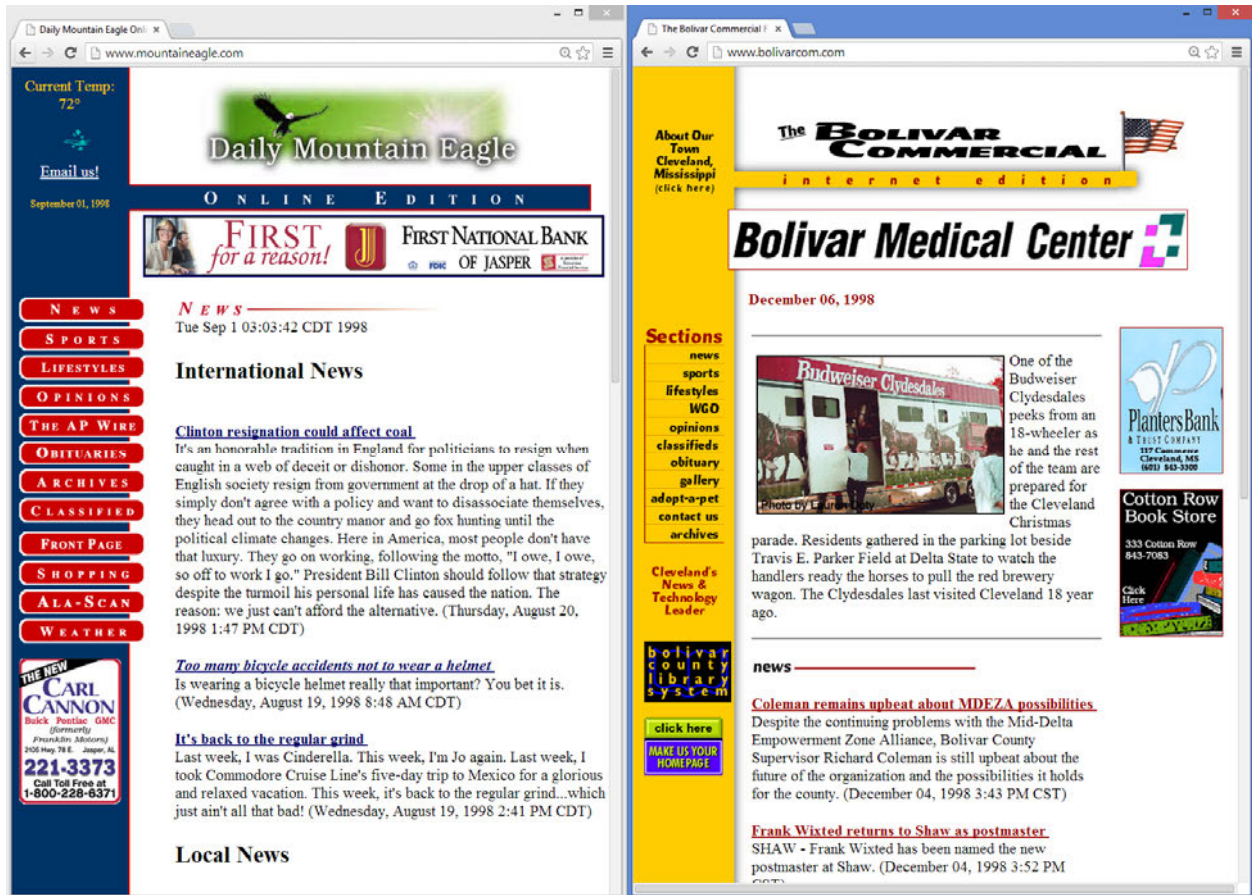 Daily Mountain Eagle Onli
www.mountaineagle.com
Current Temp:
72°
Email us!
September 01, 1998
Daily Mountain Eagle
ONLINE EDITION
FIRST
for a reason!
FIRST NATIONAL BANK
OF JASPER
FDIC
NEWS
SPORTS
LIFESTYLES
OPINIONS
THE AP WIRE
OBITUARIES
ARCHIVES
CLASSIFIED
FRONT PAGE
SHOPPING
ALA-SCAN
WEATHER
THE NEW
CARL
CANNON
Buick Pontiac GMC
(formerly
Franklin Motors)
2105 Hwy. 78 E. Jasper, AL
221-3373
Call Toll Free at
1-800-228-6371
NEWS
Tue Sep 1 03:03:42 CDT 1998
International News
Clinton resignation could affect coal
It's an honorable tradition in England for politicians to resign when
caught in a web of deceit or dishonor. Some in the upper classes of
English society resign from government at the drop of a hat. If they
simply don't agree with a policy and want to disassociate themselves,
they head out to the country manor and go fox hunting until the
political climate changes. Here in America, most people don't have
that luxury. They go on working, following the motto, "I owe, I owe,
so off to work I go." President Bill Clinton should follow that strategy
despite the turmoil his personal life has caused the nation. The
reason: we just can't afford the alternative. (Thursday, August 20,
1998 1:47 PM CDT)
Too many bicycle accidents not to wear a helmet
Is wearing a bicycle helmet really that important? You bet it is.
(Wednesday, August 19, 1998 8:48 AM CDT)
It's back to the regular grind
Last week, I was Cinderella. This week, I'm Jo again. Last week, I
took Commodore Cruise Line's five-day trip to Mexico for a glorious
and relaxed vacation. This week, it's back to the regular grind...which
just ain't all that bad! (Wednesday, August 19, 1998 2:41 PM CDT)
Local News
The Bolivar Commercial
www.bolivarcom.com
About Our
Town
Cleveland,
Mississippi
(click here)
The BOLIVAR
COMMERCIAL
internet edition
Bolivar Medical Center
December 06, 1998
Sections
news
sports
lifestyles
WGO
opinions
classifieds
obituary
gallery
adopt-a-pet
contact us
archives
Cleveland's
News &
Technology
Leader
bolivar
county
library
system
click here
MAKE US YOUR
HOMEPAGE
Budweiser Clydesdales
Photo by Lauren Doty
One of the
Budweiser
Clydesdales
peeks from an
18-wheeler as
he and the rest
of the team are
prepared for
the Cleveland
Christmas
parade. Residents gathered in the parking lot beside
Travis E. Parker Field at Delta State to watch the
handlers ready the horses to pull the red brewery
wagon. The Clydesdales last visited Cleveland 18 year
ago.
Planters Bank
& TRUST COMPANY
117 Commerce
Cleveland, MS
(601) 843-3300
Cotton Row
Book Store
333 Cotton Row
843-7083
Click
Here
news
Coleman remains upbeat about MDEZA possibilities
Despite the continuing problems with the Mid-Delta
Empowerment Zone Alliance, Bolivar County
Supervisor Richard Coleman is still upbeat about the
future of the organization and the possibilities it holds
for the county. (December 04, 1998 3:43 PM CST)
Frank Wixted returns to Shaw as postmaster
SHAW - Frank Wixted has been named the new
postmaster at Shaw. (December 04, 1998 3:52 PM
CST)